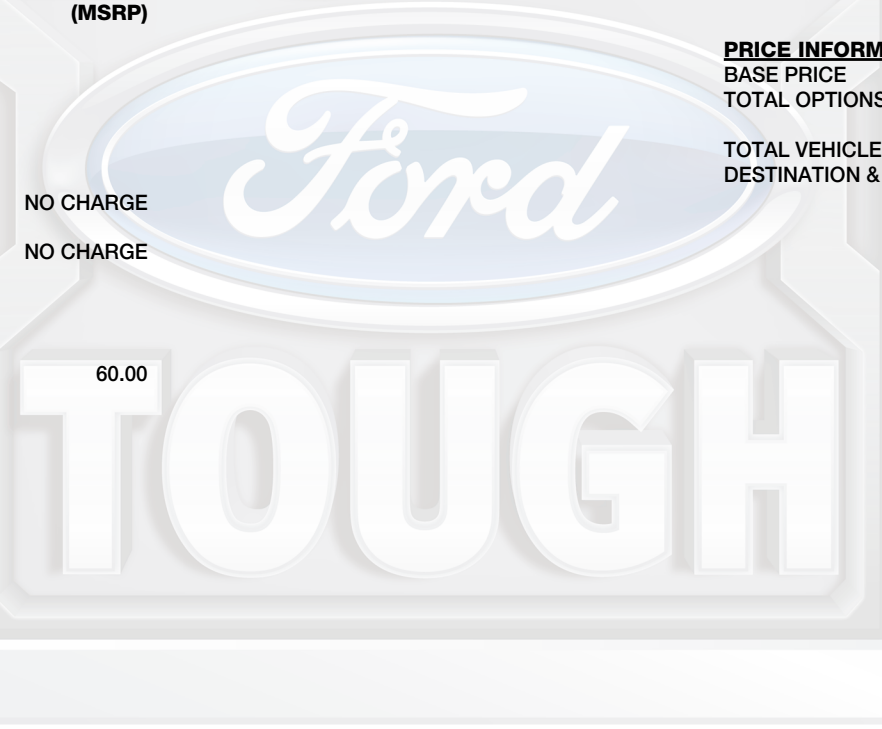 (MSRP)
NO CHARGE
NO CHARGE
60.00
PRICE INFORM
BASE PRICE
TOTAL OPTIONS
TOTAL VEHICLE
DESTINATION &
Ford
TOUGH